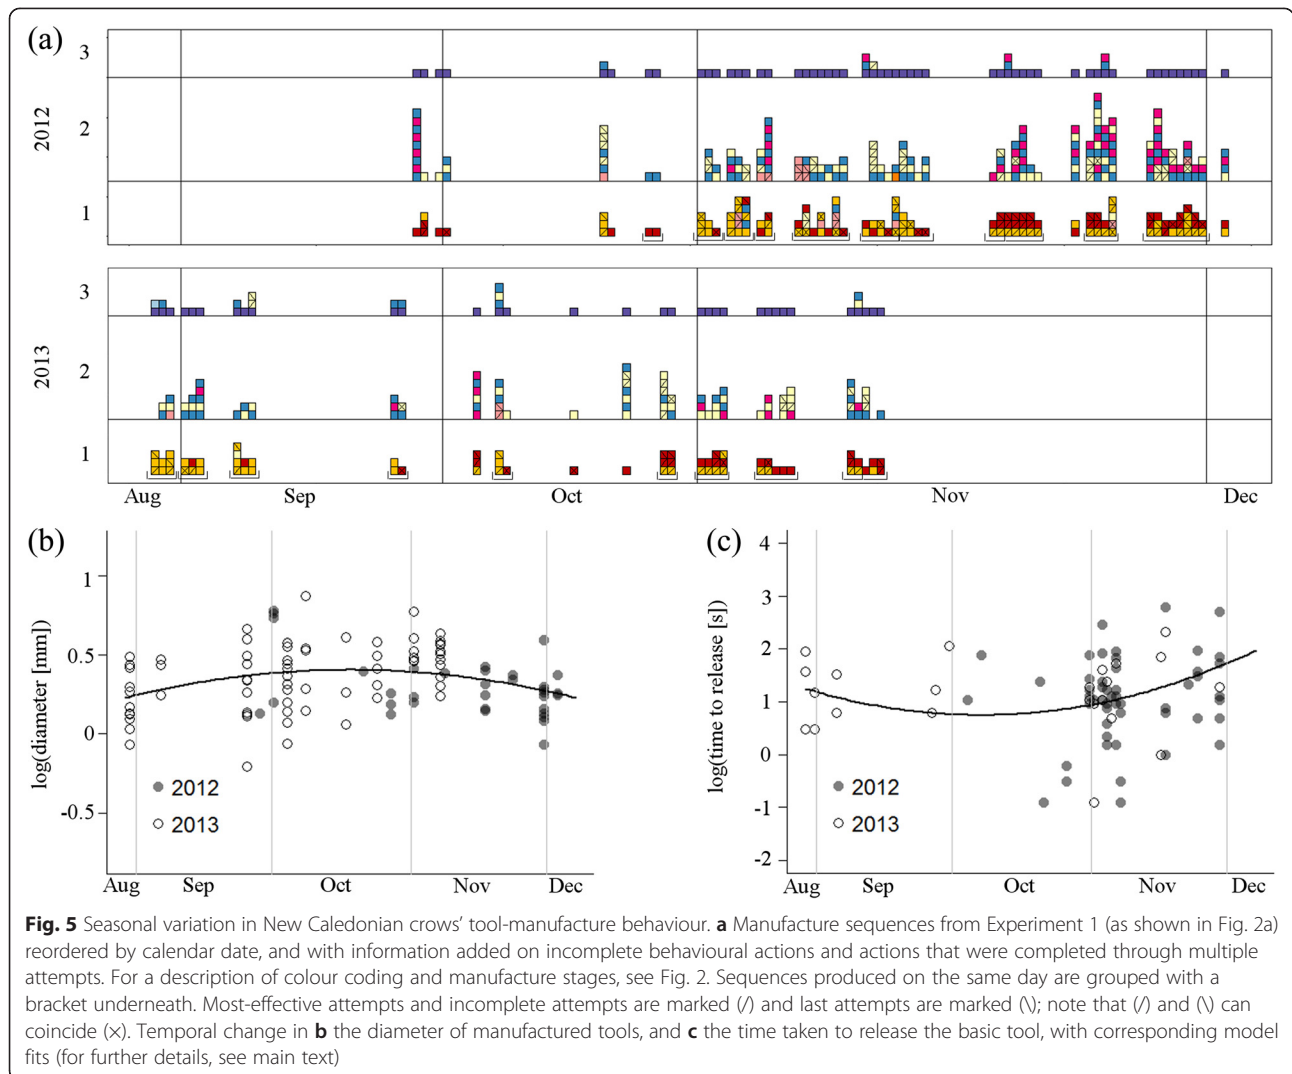 (a)
3
2
1
2012
3
2
1
2013
Aug Sep Oct Nov Dec
(b)
1
0.5
0
-0.5
log(diameter [mm])
2012
2013
Aug Sep Oct Nov Dec
(c)
4
3
2
1
0
-1
-2
log(time to release [s])
2012
2013
Aug Sep Oct Nov Dec
Fig. 5 Seasonal variation in New Caledonian crows’ tool-manufacture behaviour. a Manufacture sequences from Experiment 1 (as shown in Fig. 2a)
reordered by calendar date, and with information added on incomplete behavioural actions and actions that were completed through multiple
attempts. For a description of colour coding and manufacture stages, see Fig. 2. Sequences produced on the same day are grouped with a
bracket underneath. Most-effective attempts and incomplete attempts are marked (/) and last attempts are marked (\); note that (/) and (\) can
coincide (×). Temporal change in b the diameter of manufactured tools, and c the time taken to release the basic tool, with corresponding model
fits (for further details, see main text)